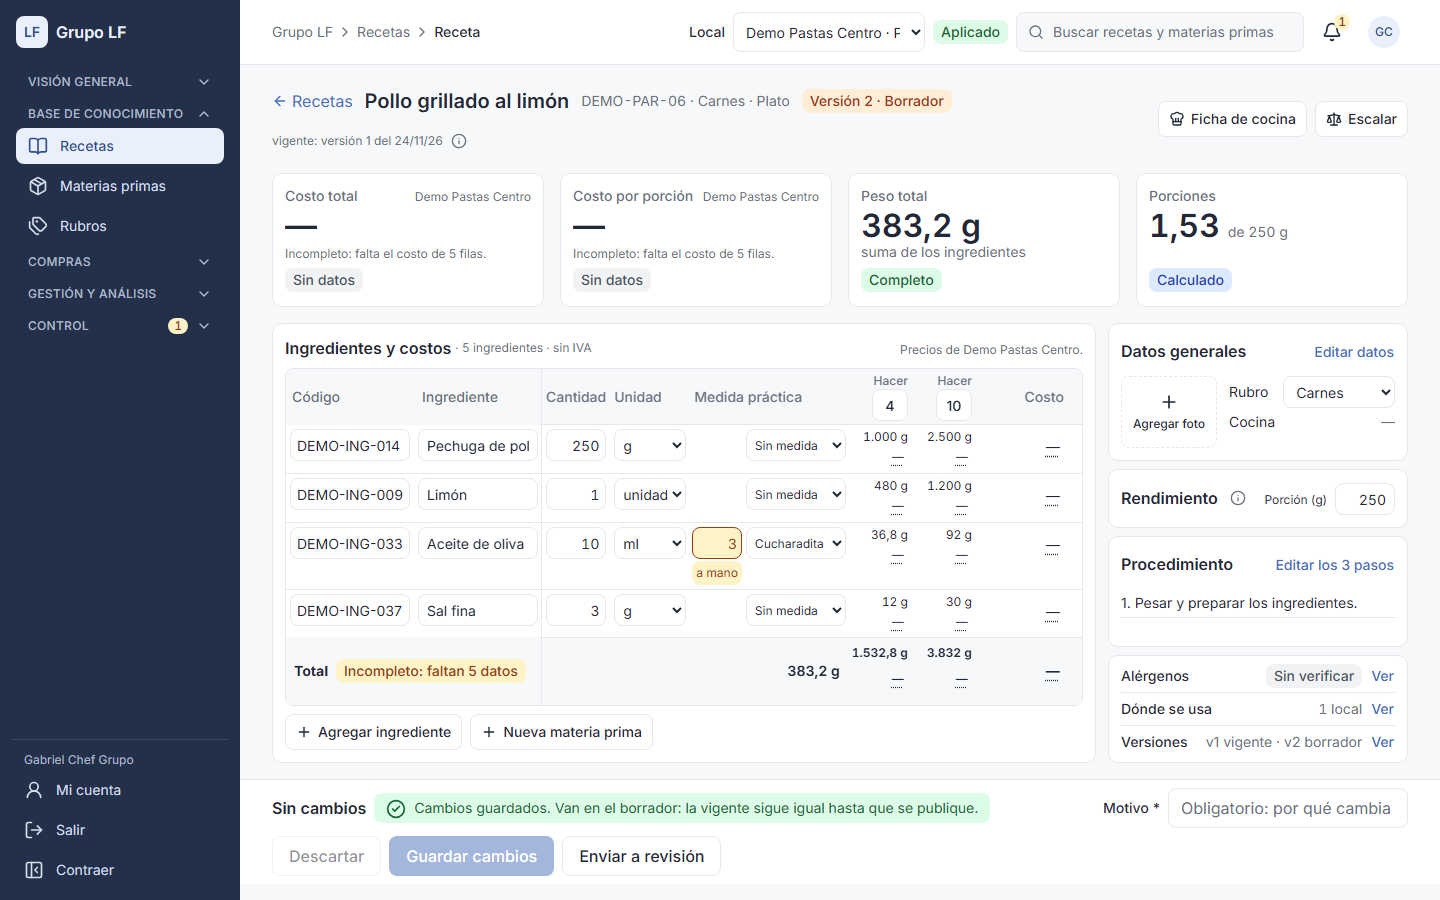 LF Grupo LF
VISIÓN GENERAL
BASE DE CONOCIMIENTO
Recetas
Materias primas
Rubros
COMPRAS
GESTIÓN Y ANÁLISIS
CONTROL 1
Gabriel Chef Grupo
Mi cuenta
Salir
Contraer
Grupo LF > Recetas > Receta
Local Demo Pastas Centro · P Aplicado Buscar recetas y materias primas 1 GC
← Recetas Pollo grillado al limón DEMO-PAR-06 · Carnes · Plato Versión 2 · Borrador
vigente: versión 1 del 24/11/26
Ficha de cocina Escalar
Costo total Demo Pastas Centro
—
Incompleto: falta el costo de 5 filas.
Sin datos
Costo por porción Demo Pastas Centro
—
Incompleto: falta el costo de 5 filas.
Sin datos
Peso total
383,2 g
suma de los ingredientes
Completo
Porciones
1,53 de 250 g
Calculado
Ingredientes y costos · 5 ingredientes · sin IVA Precios de Demo Pastas Centro.
Código Ingrediente Cantidad Unidad Medida práctica Hacer 4 Hacer 10 Costo
DEMO-ING-014 Pechuga de pol 250 g Sin medida 1.000 g 2.500 g —
— —
DEMO-ING-009 Limón 1 unidad Sin medida 480 g 1.200 g —
— —
DEMO-ING-033 Aceite de oliva 10 ml 3 Cucharadita 36,8 g 92 g —
a mano — —
DEMO-ING-037 Sal fina 3 g Sin medida 12 g 30 g —
— —
Total Incompleto: faltan 5 datos 383,2 g 1.532,8 g 3.832 g —
— —
+ Agregar ingrediente + Nueva materia prima
Datos generales Editar datos
+ Agregar foto
Rubro Carnes
Cocina —
Rendimiento Porción (g) 250
Procedimiento Editar los 3 pasos
1. Pesar y preparar los ingredientes.
Alérgenos Sin verificar Ver
Dónde se usa 1 local Ver
Versiones v1 vigente · v2 borrador Ver
Sin cambios Cambios guardados. Van en el borrador: la vigente sigue igual hasta que se publique.
Motivo * Obligatorio: por qué cambia
Descartar Guardar cambios Enviar a revisión